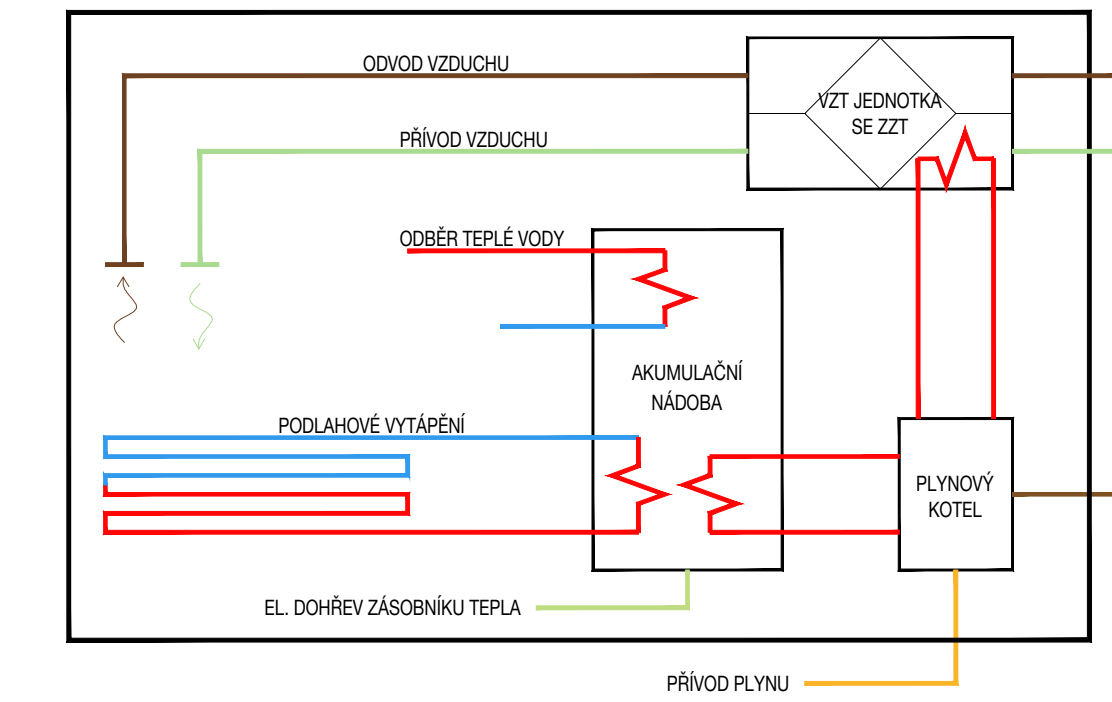 ODVOD VZDUCHU
VZT JEDNOTKA
SE ZZT
PŘÍVOD VZDUCHU
ODBĚR TEPLÉ VODY
AKUMULAČNÍ
NÁDOBA
PODLAHOVÉ VYTÁPĚNÍ
PLYNOVÝ
KOTEL
EL. DOHŘEV ZÁSOBNÍKU TEPLA
PŘÍVOD PLYNU